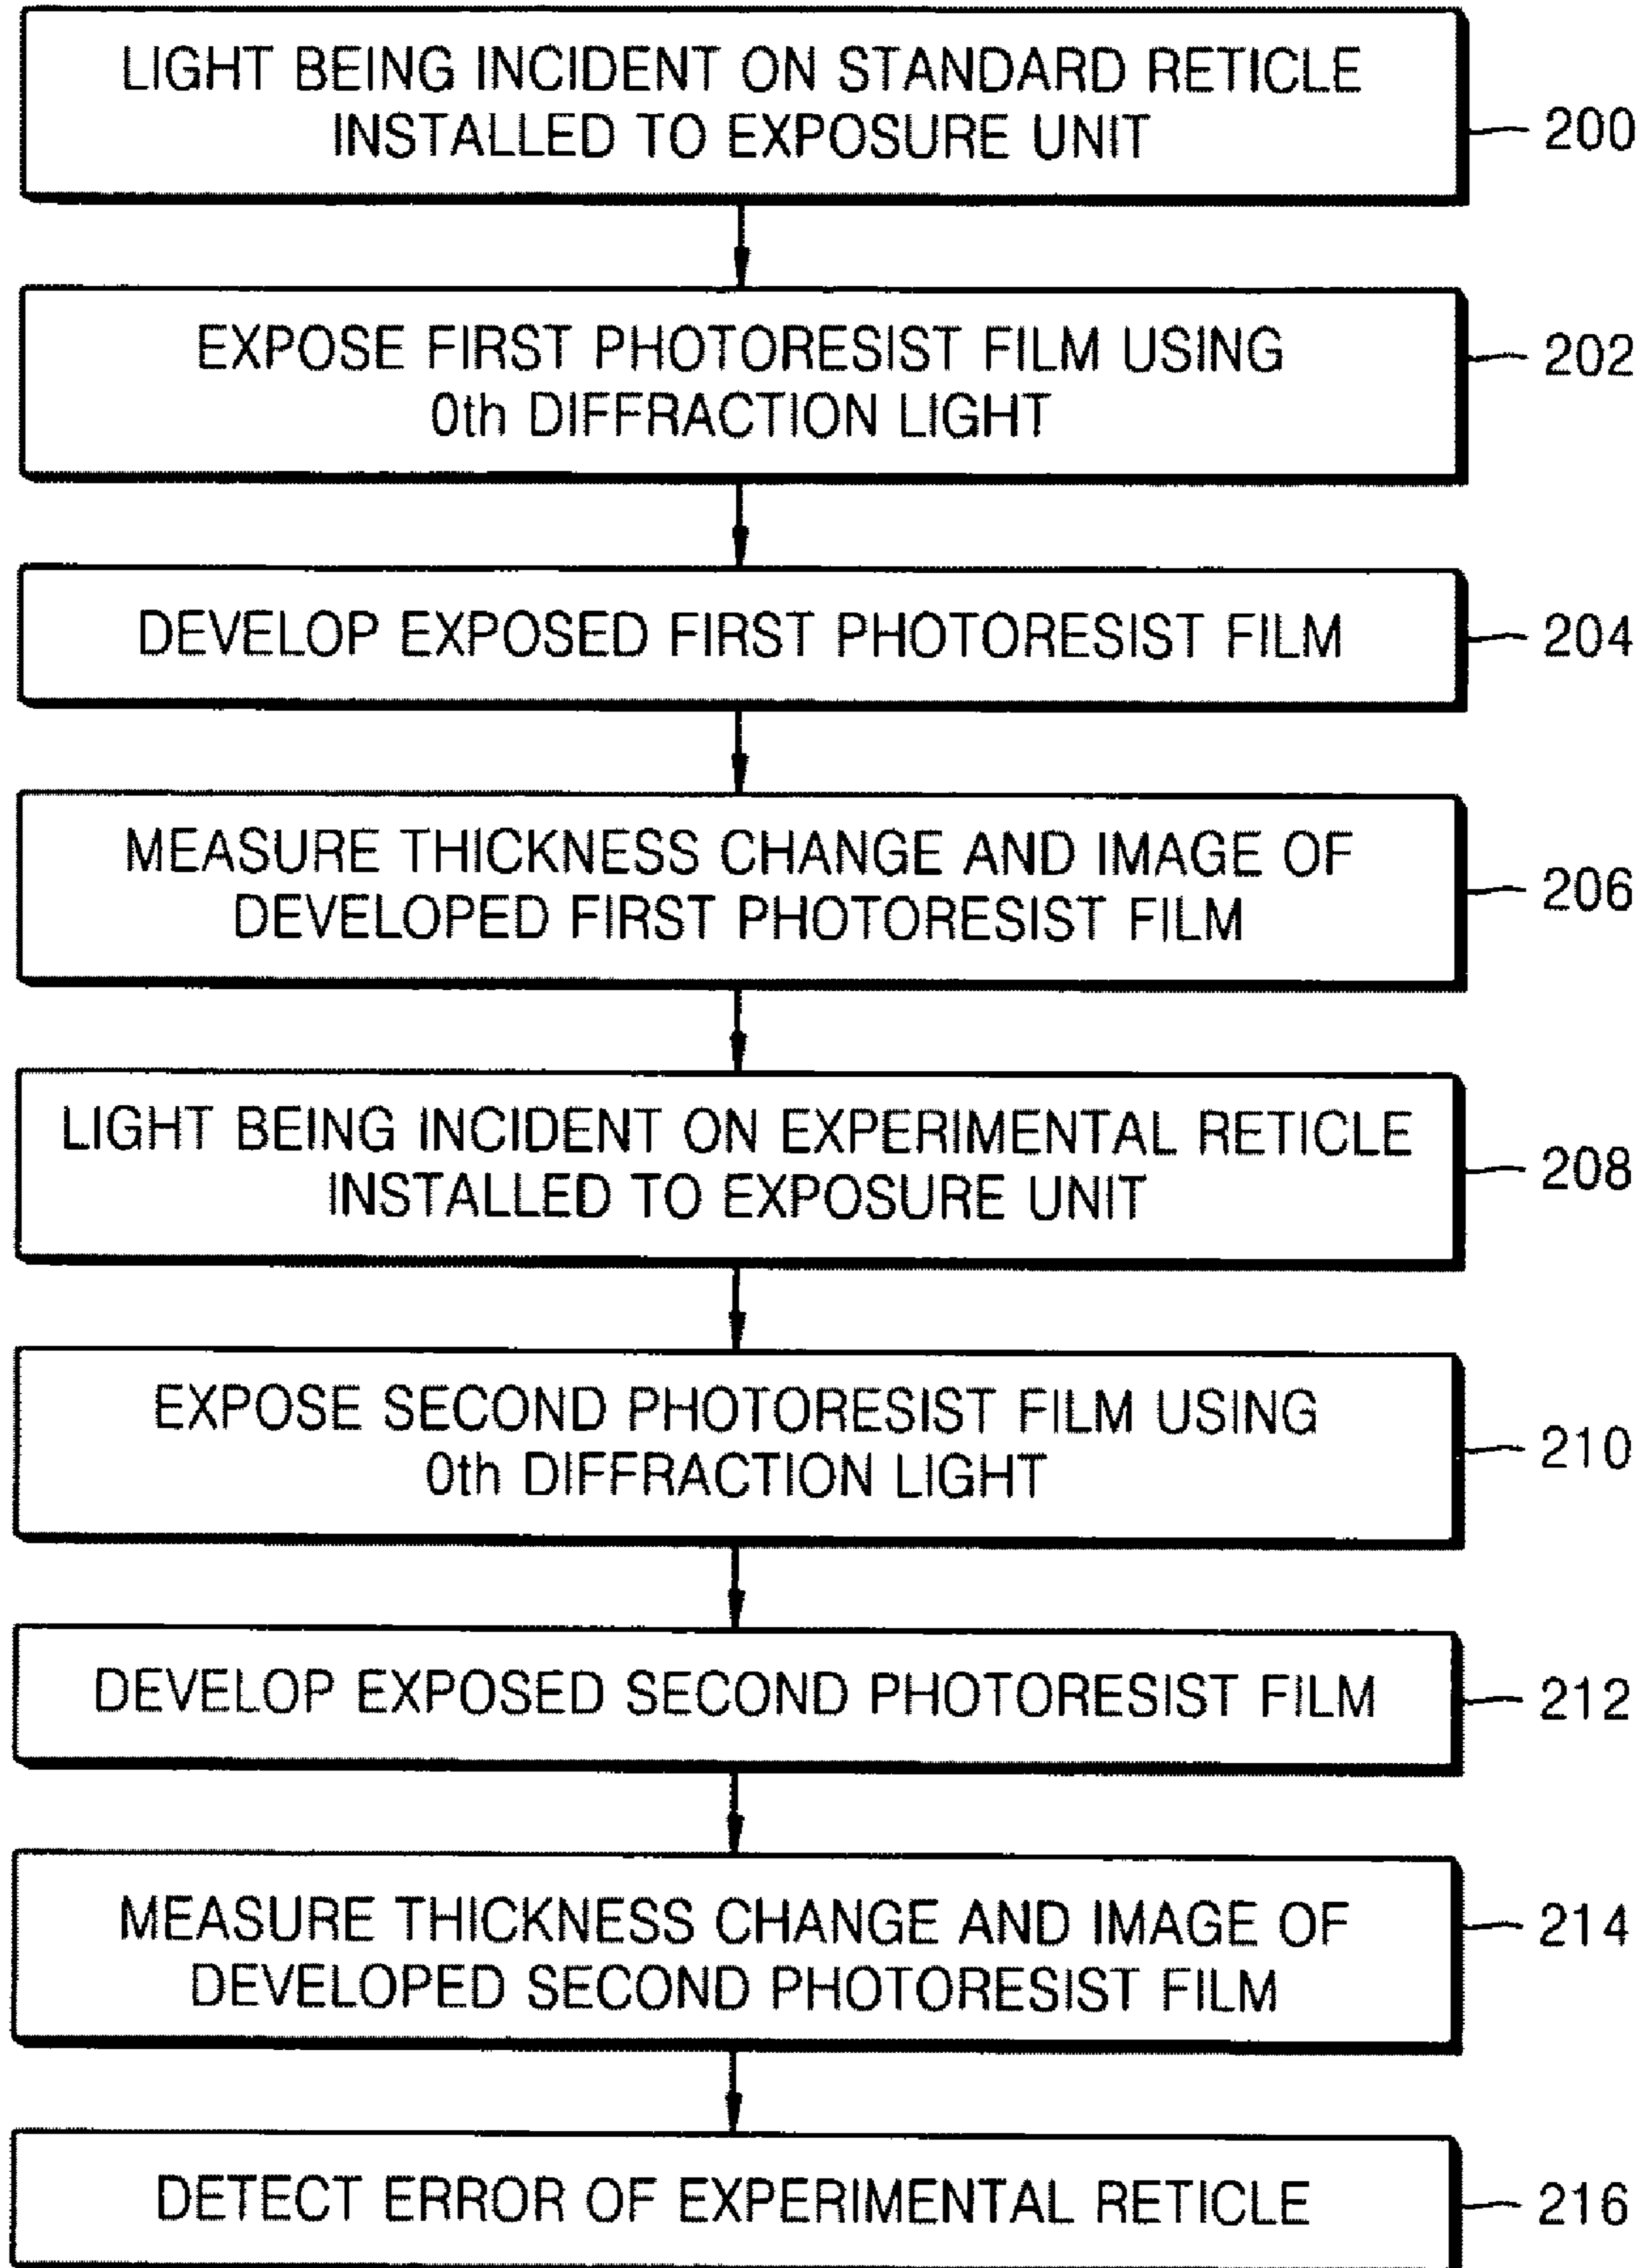 LIGHT BEING INCIDENT ON STANDARD RETICLE
INSTALLED TO EXPOSURE UNIT
200
EXPOSE FIRST PHOTORESIST FILM USING
0th DIFFRACTION LIGHT
202
DEVELOP EXPOSED FIRST PHOTORESIST FILM
204
MEASURE THICKNESS CHANGE AND IMAGE OF
DEVELOPED FIRST PHOTORESIST FILM
206
LIGHT BEING INCIDENT ON EXPERIMENTAL RETICLE
INSTALLED TO EXPOSURE UNIT
208
EXPOSE SECOND PHOTORESIST FILM USING
0th DIFFRACTION LIGHT
210
DEVELOP EXPOSED SECOND PHOTORESIST FILM
212
MEASURE THICKNESS CHANGE AND IMAGE OF
DEVELOPED SECOND PHOTORESIST FILM
214
DETECT ERROR OF EXPERIMENTAL RETICLE
216